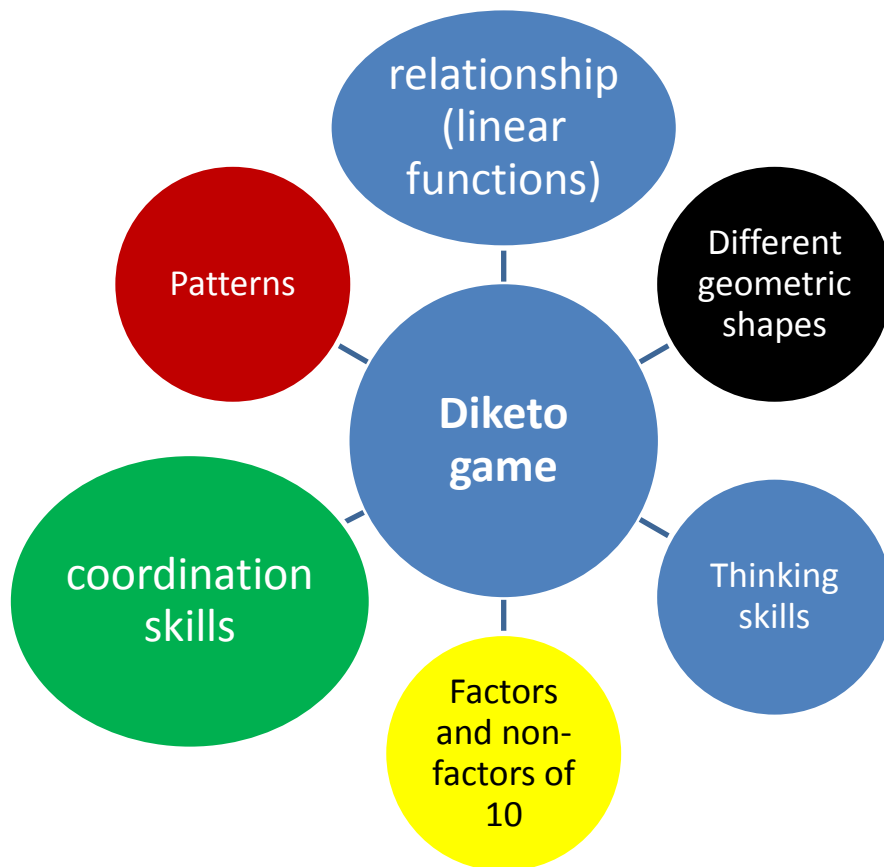 relationship
(linear
functions)
Patterns
Different
geometric
shapes
Diketo
game
coordination
skills
Thinking
skills
Factors
and non-
factors of
10